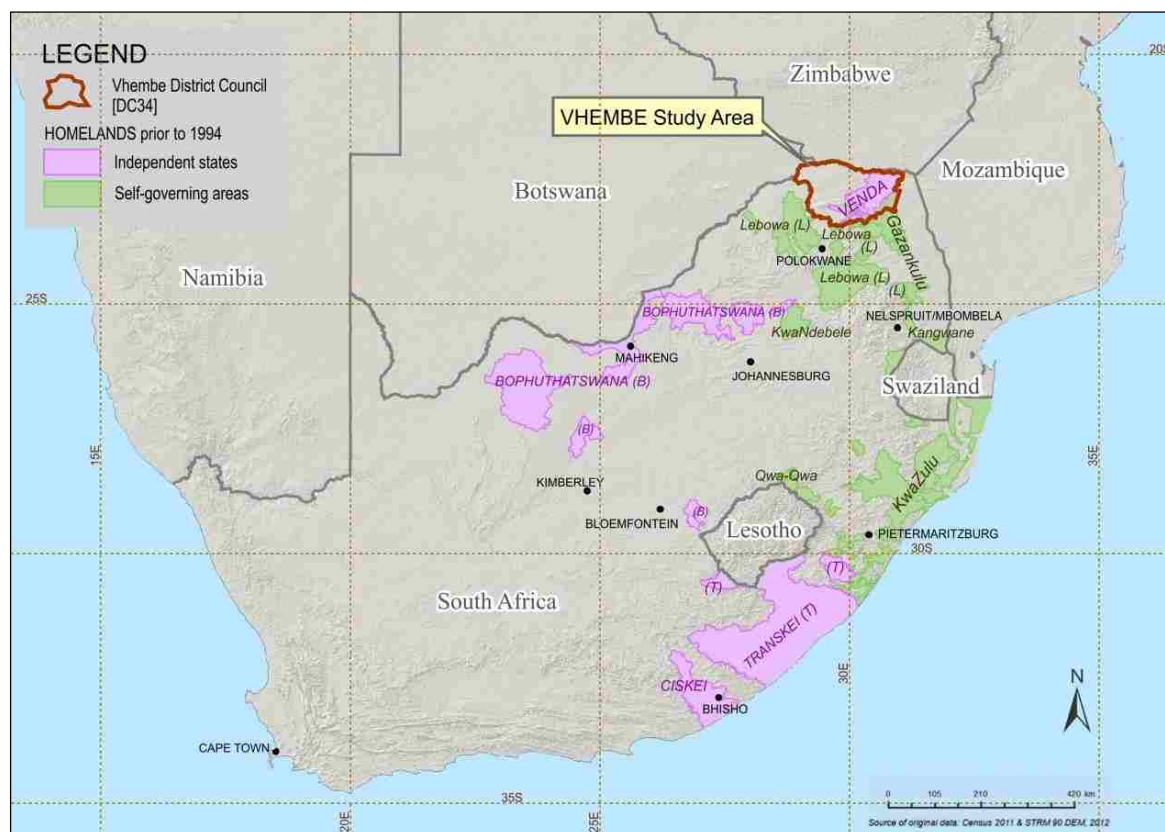 LEGEND
Vhembe District Council
[DC34]
HOMELANDS prior to 1994
Independent states
Self-governing areas
20S
Zimbabwe
VHEMBE Study Area
Mozambique
Botswana
VENDA
Lebowa (L)
Lebowa
(L)
Gazankulu
POLOKWANE
Lebowa (L)
(L)
Namibia
25S
BOPHUTHATSWANA (B)
NELSPRUIT/MBOMBELA
KwaNdebele
Kangwane
MAHIKENG
JOHANNESBURG
BOPHUTHATSWANA (B)
Swaziland
(B)
15E
35E
Qwa-Qwa
KwaZulu
KIMBERLEY
(B)
BLOEMFONTEIN
Lesotho
PIETERMARITZBURG
30S
(T)
(T)
South Africa
TRANSKEI (T)
30E
CISKEI
BHISHO
N
CAPE TOWN
35S
20E
25E
0 105 210 420 km
Source of original data: Census 2011 & STRM 90 DEM, 2012